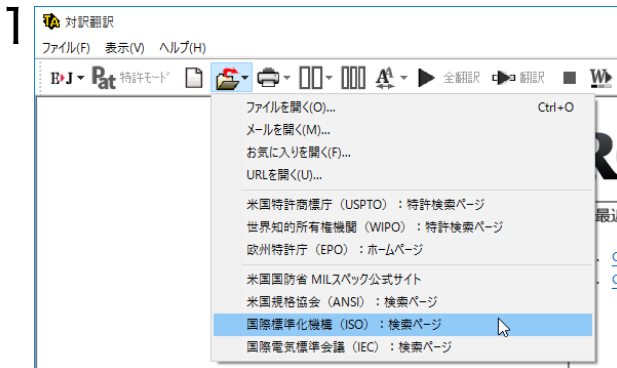 1
対訳翻訳
ファイル(F) 表示(V) ヘルプ(H)
E▸J Pat 特許モード 全翻訳 翻訳 W
ファイルを開く(O)... Ctrl+O
メールを開く(M)...
お気に入りを開く(F)...
URLを開く(U)...
米国特許商標庁（USPTO）：特許検索ページ
世界知的所有権機関（WIPO）：特許検索ページ
欧州特許庁（EPO）：ホームページ
米国国防省 MILスペック公式サイト
米国規格協会（ANSI）：検索ページ
国際標準化機構（ISO）：検索ページ
国際電気標準会議（IEC）：検索ページ
R
最近